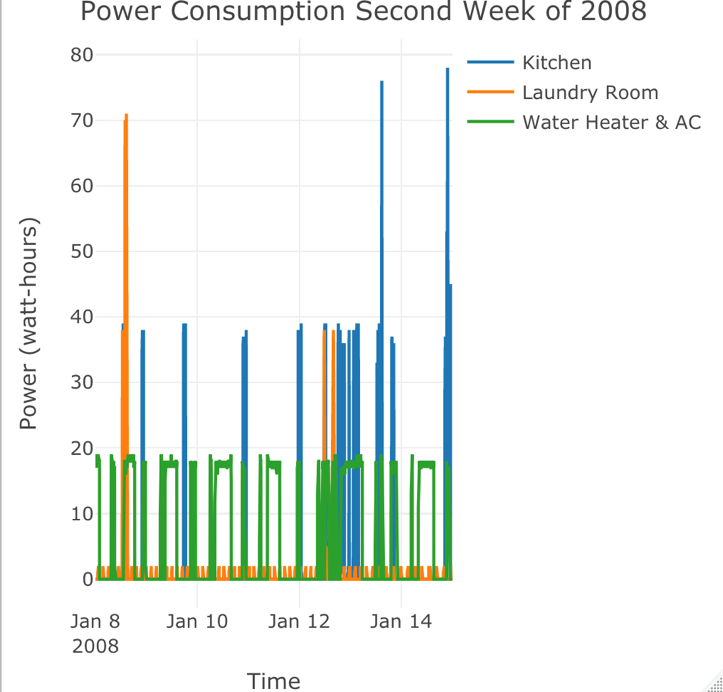 Power Consumption Second Week of 2008
Kitchen
Laundry Room
Water Heater & AC
80
70
60
50
40
30
20
10
0
Power (watt-hours)
Jan 8
2008
Jan 10
Jan 12
Jan 14
Time